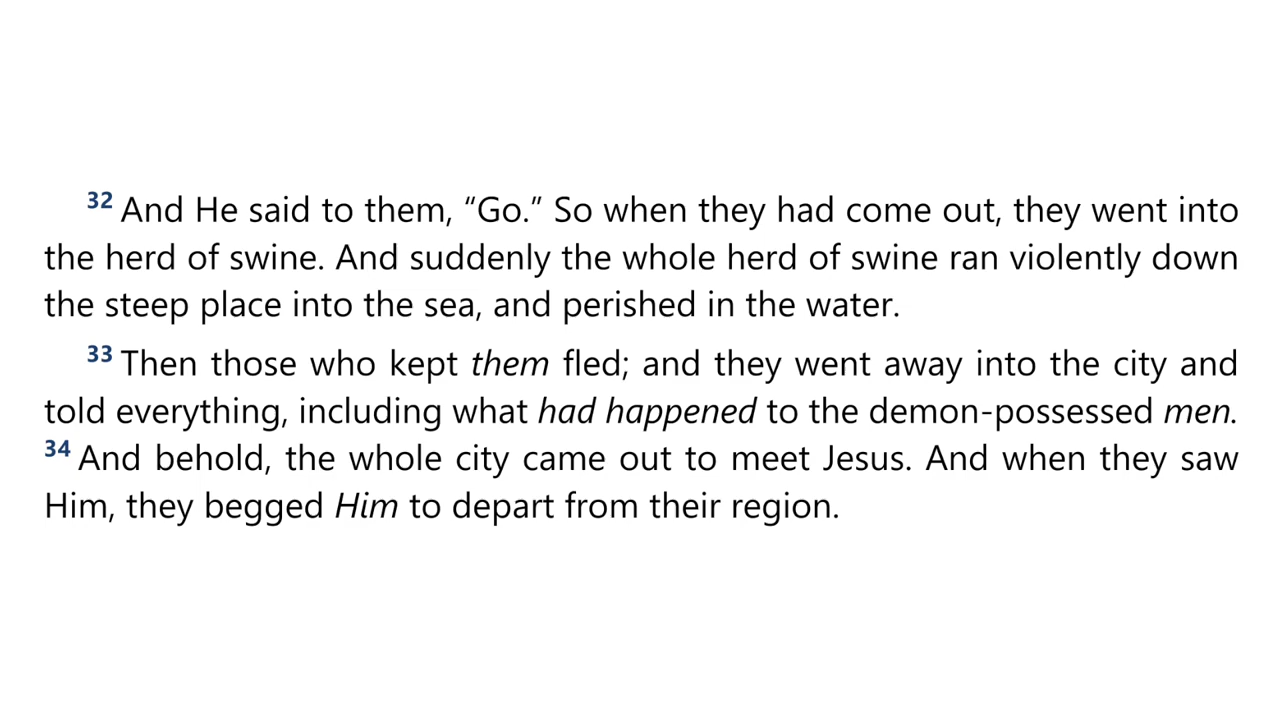 32 And He said to them, “Go.” So when they had come out, they went into
the herd of swine. And suddenly the whole herd of swine ran violently down
the steep place into the sea, and perished in the water.
33 Then those who kept them fled; and they went away into the city and
told everything, including what had happened to the demon-possessed men.
34 And behold, the whole city came out to meet Jesus. And when they saw
Him, they begged Him to depart from their region.